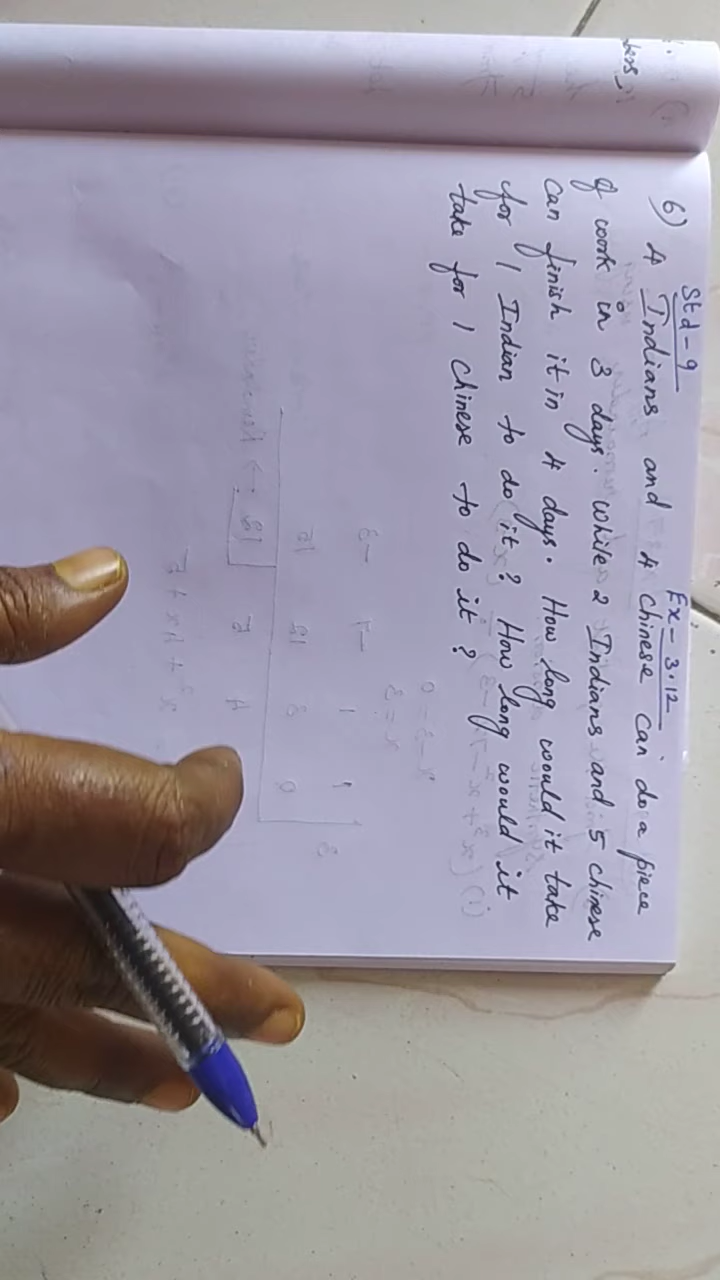 Std-9 Ex-3.12
6) 4 Indians and 4 Chinese can do a piece
of work in 3 days. While 2 Indians and 5 chinese
can finish it in 4 days. How long would it take
for 1 Indian to do it? How long would it
take for 1 chinese to do it?